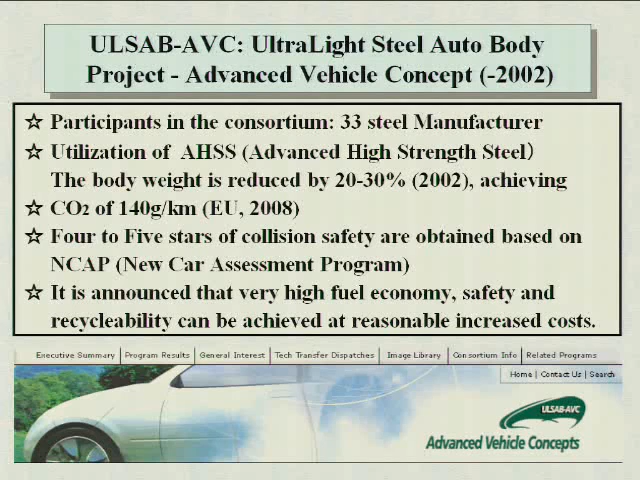 ULSAB-AVC: UltraLight Steel Auto Body
Project - Advanced Vehicle Concept (-2002)
☆ Participants in the consortium: 33 steel Manufacturer
☆ Utilization of AHSS (Advanced High Strength Steel)
The body weight is reduced by 20-30% (2002), achieving
☆ CO₂ of 140g/km (EU, 2008)
☆ Four to Five stars of collision safety are obtained based on
NCAP (New Car Assessment Program)
☆ It is announced that very high fuel economy, safety and
recycleability can be achieved at reasonable increased costs.
Executive Summary | Program Results | General Interest | Tech Transfer Dispatches | Image Library | Consortium Info | Related Programs
Home | Contact Us | Search
ULSAB-AVC
Advanced Vehicle Concepts